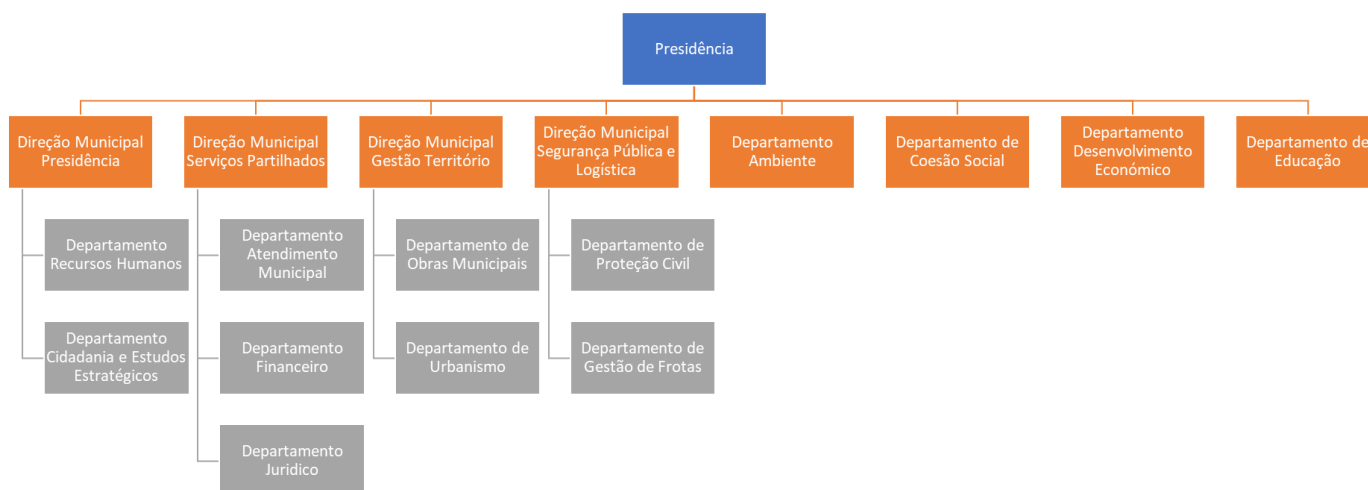 Presidência
Direção Municipal
Presidência
Direção Municipal
Serviços Partilhados
Direção Municipal
Gestão Território
Direção Municipal
Segurança Pública e
Logística
Departamento
Ambiente
Departamento de
Coesão Social
Departamento
Desenvolvimento
Económico
Departamento de
Educação
Departamento
Recursos Humanos
Departamento
Cidadania e Estudos
Estratégicos
Departamento
Atendimento
Municipal
Departamento
Financeiro
Departamento
Juridico
Departamento de
Obras Municipais
Departamento de
Urbanismo
Departamento de
Proteção Civil
Departamento de
Gestão de Frotas